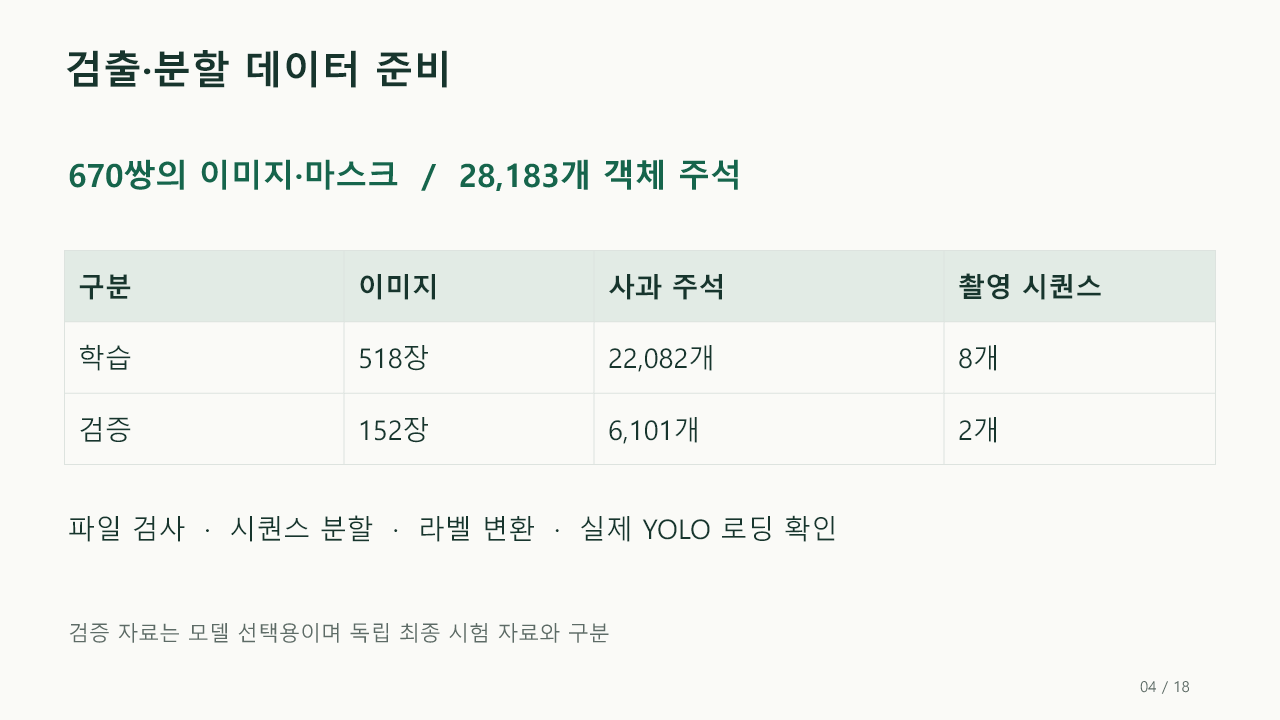 검출·분할 데이터 준비
670쌍의 이미지·마스크 / 28,183개 객체 주석
구분 이미지 사과 주석 촬영 시퀀스
학습 518장 22,082개 8개
검증 152장 6,101개 2개
파일 검사 · 시퀀스 분할 · 라벨 변환 · 실제 YOLO 로딩 확인
검증 자료는 모델 선택용이며 독립 최종 시험 자료와 구분
04 / 18